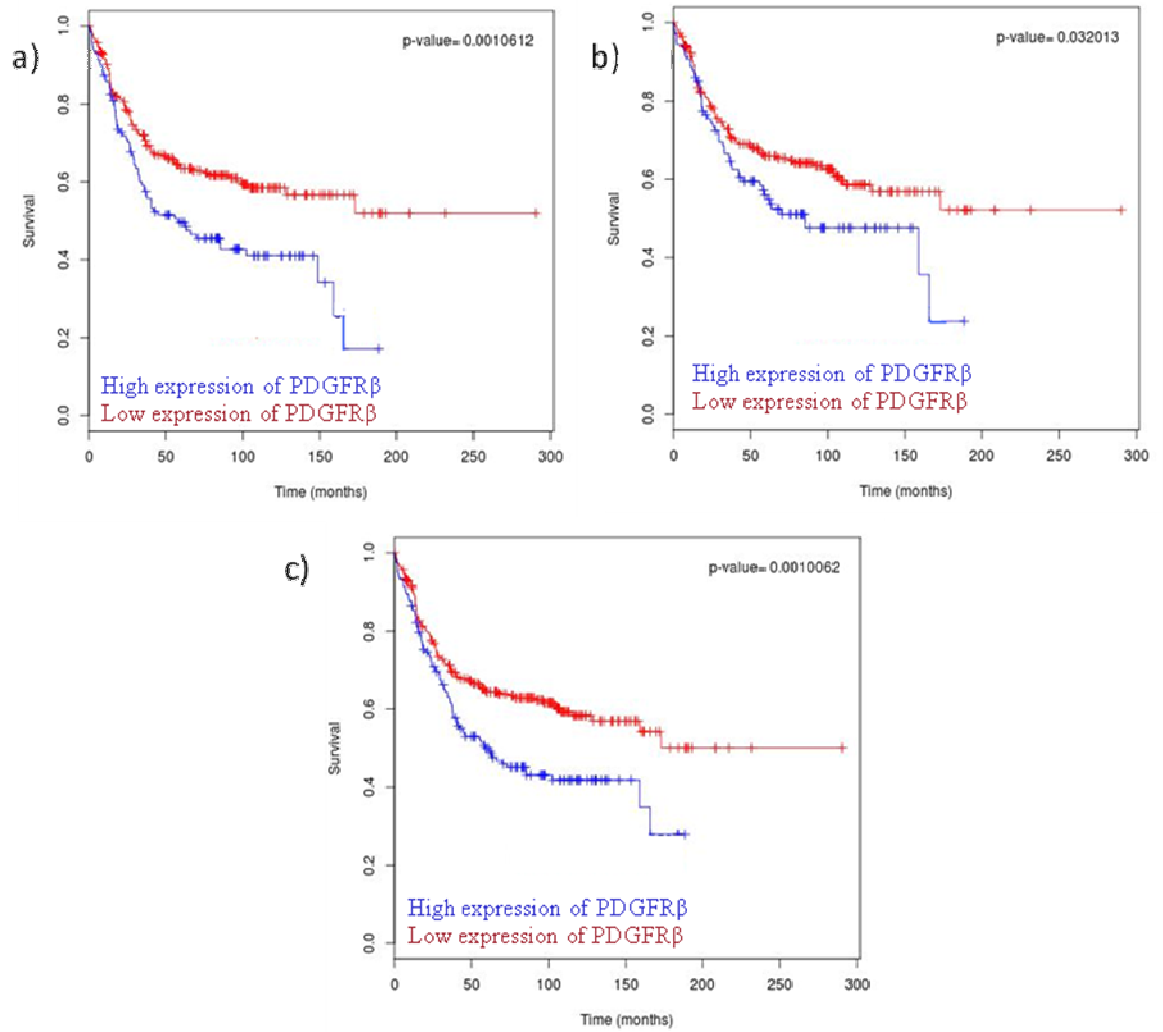 a)
p-value= 0.0010612
1.0
0.8
0.6
0.4
0.2
0.0
Survival
High expression of PDGFRβ
Low expression of PDGFRβ
0 50 100 150 200 250 300
Time (months)
b)
p-value= 0.032013
1.0
0.8
0.6
0.4
0.2
0.0
Survival
High expression of PDGFRβ
Low expression of PDGFRβ
0 50 100 150 200 250 300
Time (months)
c)
p-value= 0.0010062
1.0
0.8
0.6
0.4
0.2
0.0
Survival
High expression of PDGFRβ
Low expression of PDGFRβ
0 50 100 150 200 250 300
Time (months)